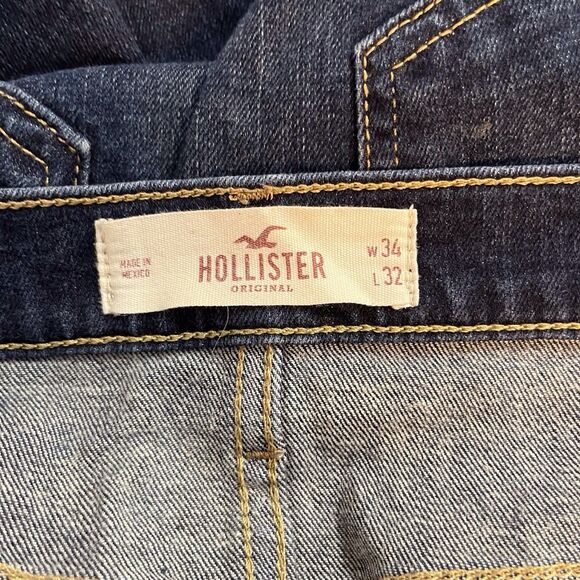 MADE IN
MEXICO
HOLLISTER
ORIGINAL
W 34
L 32